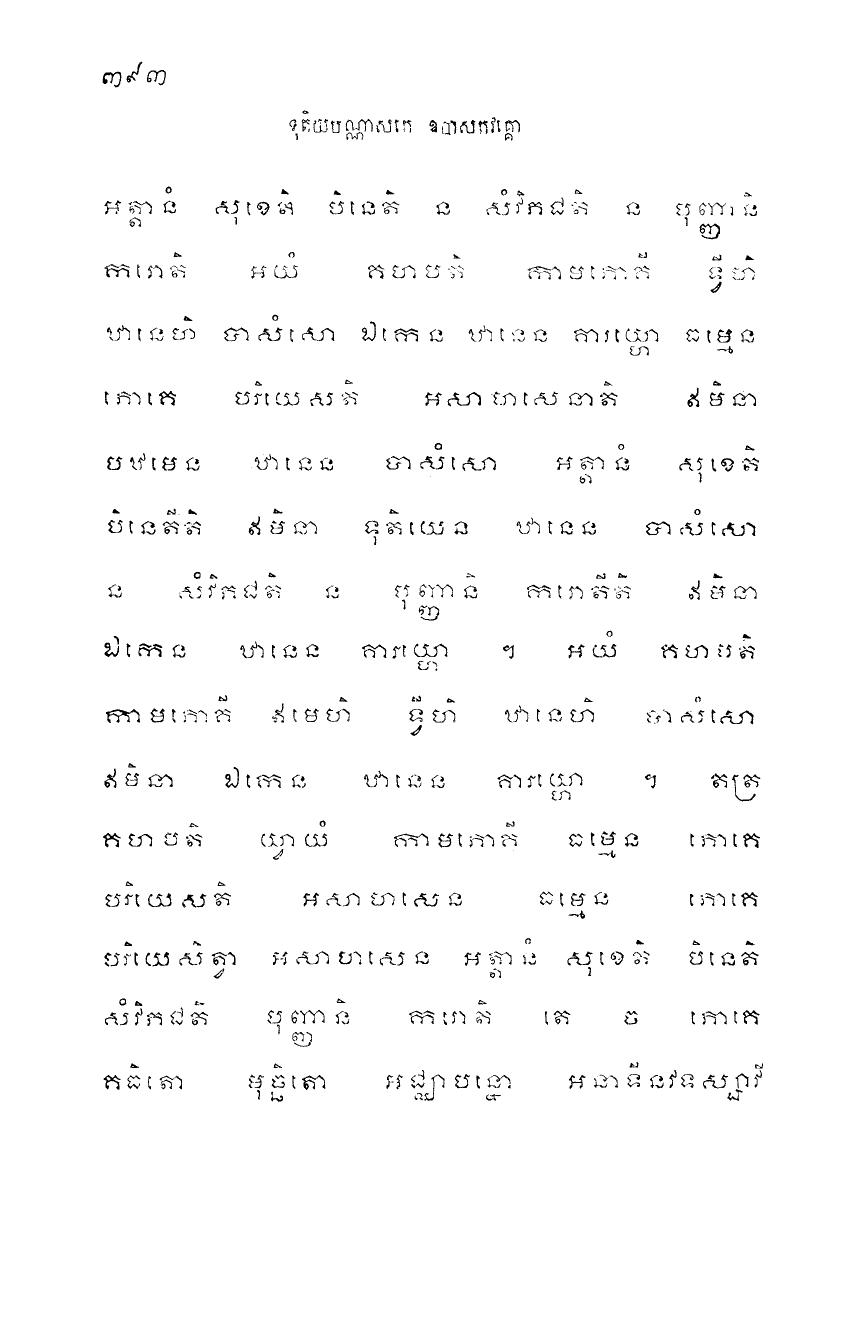 ៣៩៣
ទុតិយបណ្ណាសកេ ឧបាសកវគ្គោ
អត្តានំ សុខេតិ បិនេតិ ន សំវិភជតិ ន បុញ្ញានិ
ករោតិ អយំ គហបតិ កាមភោគី ទ្វីហិ
ឋានេហិ បាសំសោ ឯកេន ឋានេន គារយ្ហោ ធម្មេន
ភោគេ បរិយេសតិ អសាហសេនាតិ ឥមិនា
បឋមេន ឋានេន បាសំសោ អត្តានំ សុខេតិ
បិនេតីតិ ឥមិនា ទុតិយេន ឋានេន បាសំសោ
ន សំវិភជតិ ន បុញ្ញានិ ករោតីតិ ឥមិនា
ឯកេន ឋានេន គារយ្ហោ ។ អយំ គហបតិ
កាមភោគី ឥមេហិ ទ្វីហិ ឋានេហិ បាសំសោ
ឥមិនា ឯកេន ឋានេន គារយ្ហោ ។ តត្រ
គហបតិ យ្វាយំ កាមភោគី ធម្មេន ភោគេ
បរិយេសតិ អសាហសេន ធម្មេន ភោគេ
បរិយេសិត្វា អសាហសេន អត្តានំ សុខេតិ បិនេតិ
សំវិភជតិ បុញ្ញានិ ករោតិ តេ ច ភោគេ
គធិតោ មុច្ឆិតោ អជ្ឈាបន្នោ អនាទីនវទស្សាវី